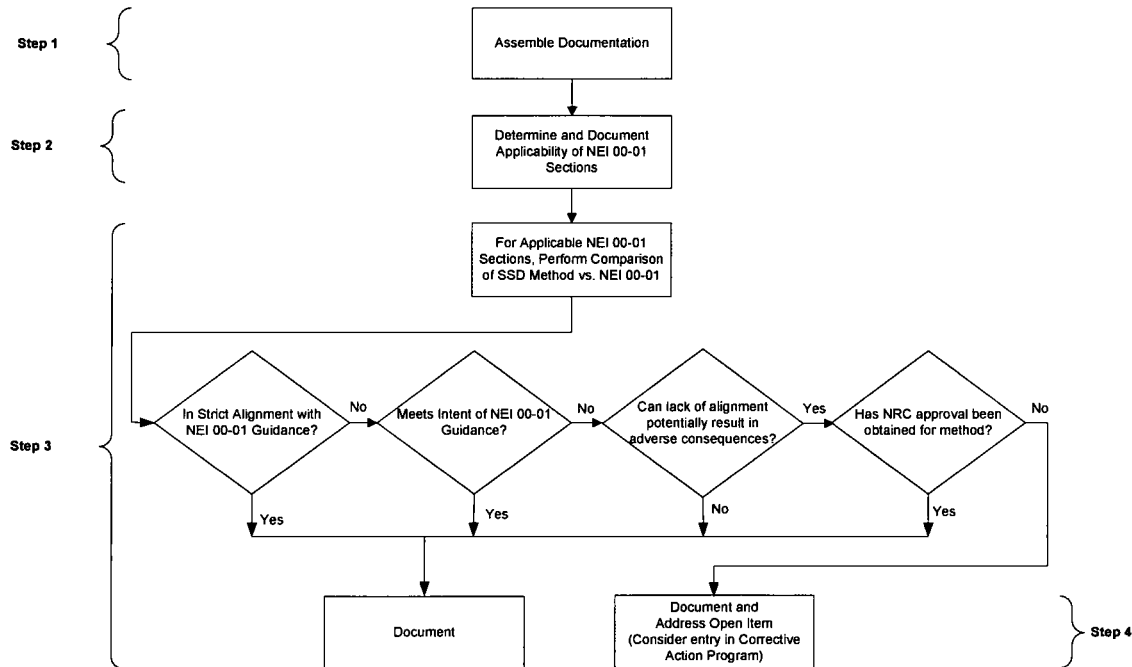 Step 1
Assemble Documentation
Step 2
Determine and Document
Applicability of NEI 00-01
Sections
For Applicable NEI 00-01
Sections, Perform Comparison
of SSD Method vs. NEI 00-01
Step 3
In Strict Alignment with
NEI 00-01 Guidance?
No
Yes
Meets Intent of NEI 00-01
Guidance?
No
Yes
Can lack of alignment
potentially result in
adverse consequences?
Yes
No
Has NRC approval been
obtained for method?
No
Yes
Document
Document and
Address Open Item
(Consider entry in Corrective
Action Program)
Step 4